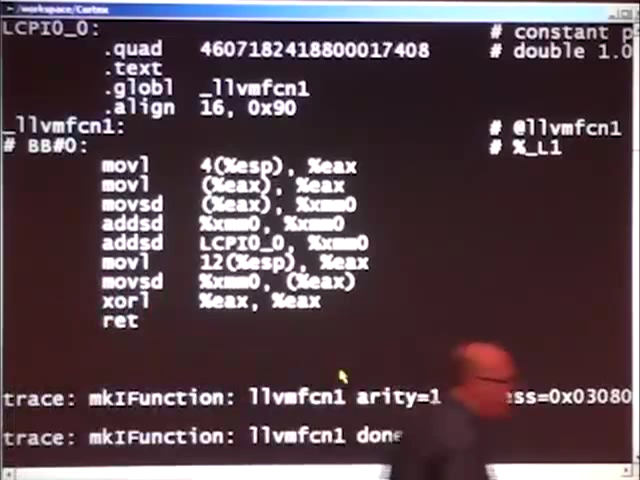 ~/workspace/Cortex
LCPI0_0: # constant p
.quad 4607182418800017408 # double 1.0
.text
.globl _llvmfcn1
.align 16, 0x90
_llvmfcn1: # @llvmfcn1
# BB#0: # %_L1
movl 4(%esp), %eax
movl (%eax), %eax
movsd (%eax), %xmm0
addsd %xmm0, %xmm0
addsd LCPI0_0, %xmm0
movl 12(%esp), %eax
movsd %xmm0, (%eax)
xorl %eax, %eax
ret
trace: mkIFunction: llvmfcn1 arity=1 ess=0x03080
trace: mkIFunction: llvmfcn1 done